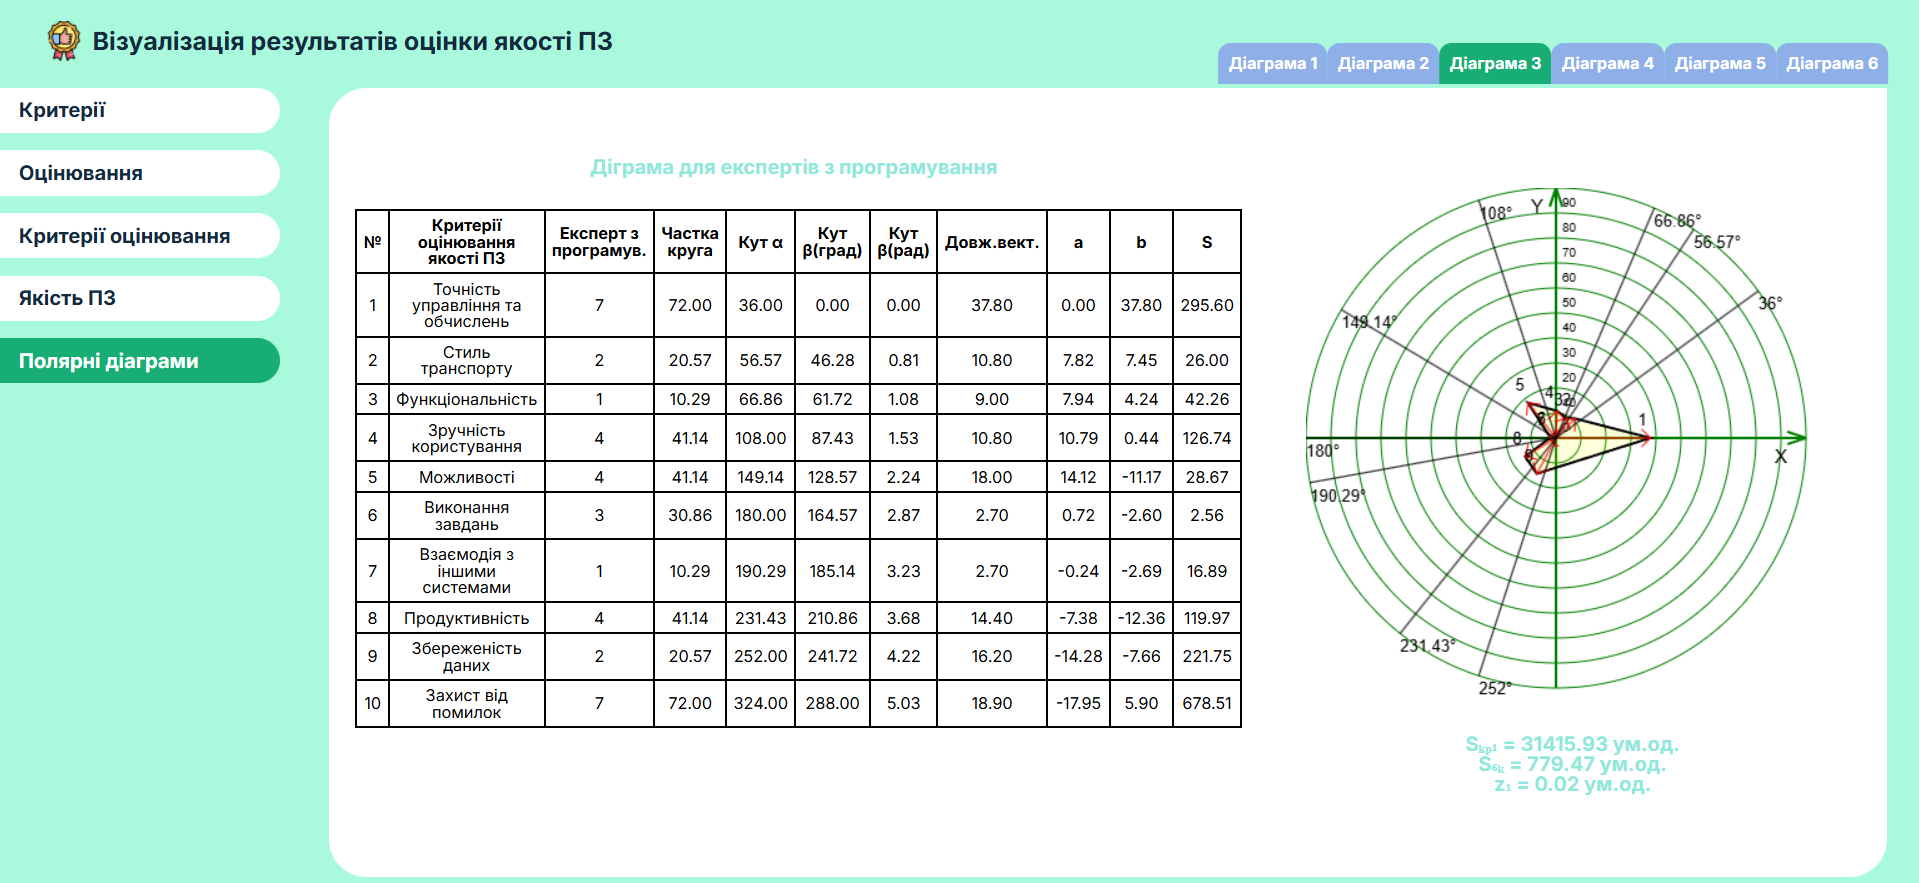 Візуалізація результатів оцінки якості ПЗ
Діаграма 1 Діаграма 2 Діаграма 3 Діаграма 4 Діаграма 5 Діаграма 6
Критерії
Оцінювання
Критерії оцінювання
Якість ПЗ
Полярні діаграми
Діграма для експертів з програмування
№ Критерії оцінювання якості ПЗ Експерт з програмув. Частка круга Кут α Кут β(град) Кут β(рад) Довж.вект. a b S
1 Точність управління та обчислень 7 72.00 36.00 0.00 0.00 37.80 0.00 37.80 295.60
2 Стиль транспорту 2 20.57 56.57 46.28 0.81 10.80 7.82 7.45 26.00
3 Функціональність 1 10.29 66.86 61.72 1.08 9.00 7.94 4.24 42.26
4 Зручність користування 4 41.14 108.00 87.43 1.53 10.80 10.79 0.44 126.74
5 Можливості 4 41.14 149.14 128.57 2.24 18.00 14.12 -11.17 28.67
6 Виконання завдань 3 30.86 180.00 164.57 2.87 2.70 0.72 -2.60 2.56
7 Взаємодія з іншими системами 1 10.29 190.29 185.14 3.23 2.70 -0.24 -2.69 16.89
8 Продуктивність 4 41.14 231.43 210.86 3.68 14.40 -7.38 -12.36 119.97
9 Збереженість даних 2 20.57 252.00 241.72 4.22 16.20 -14.28 -7.66 221.75
10 Захист від помилок 7 72.00 324.00 288.00 5.03 18.90 -17.95 5.90 678.51
Y
90
108°
66.86°
80
56.57°
70
60
50
36°
40
149.14°
30
20
5
4
1
8
180°
X
190.29°
231.43°
252°
Sₖₚ₁ = 31415.93 ум.од.
S₆ₖ = 779.47 ум.од.
z₁ = 0.02 ум.од.